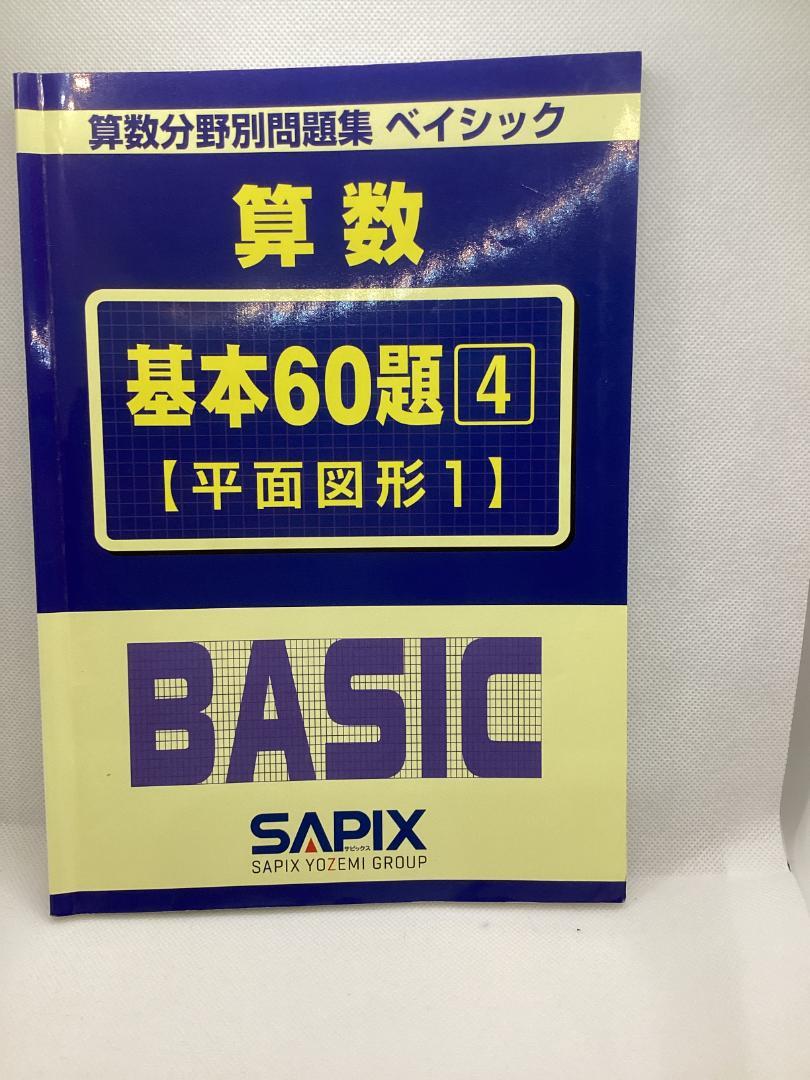 算数分野別問題集 ベイシック
算数
基本60題 4
【平面図形1】
BASIC
SAPIX
サピックス
SAPIX YOZEMI GROUP